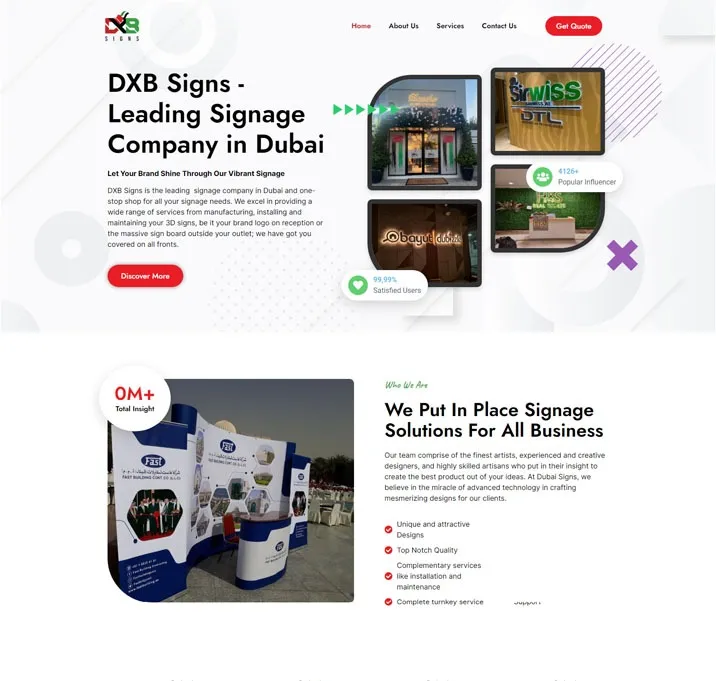 DXB
SIGNS
Home
About Us
Services
Contact Us
Get Quote
DXB Signs -
Leading Signage
Company in Dubai
Let Your Brand Shine Through Our Vibrant Signage
DXB Signs is the leading signage company in Dubai and one-
stop shop for all your signage needs. We excel in providing a
wide range of services from manufacturing, installing and
maintaining your 3D signs, be it your brand logo on reception or
the massive sign board outside your outlet; we have got you
covered on all fronts.
Discover More
Sirwiss
DTL
4126+
Popular Influencer
bayut dubizzle
99,99%
Satisfied Users
0M+
Total Insight
Fast
FAST BUILDING CONT. CO. L.L.C
Fast
Fast
Who We Are
We Put In Place Signage
Solutions For All Business
Our team comprise of the finest artists, experienced and creative
designers, and highly skilled artisans who put in their insight to
create the best product out of your ideas. At Dubai Signs, we
believe in the miracle of advanced technology in crafting
mesmerizing designs for our clients.
Unique and attractive
Designs
Top Notch Quality
Complementary services
like installation and
maintenance
Complete turnkey service
Support